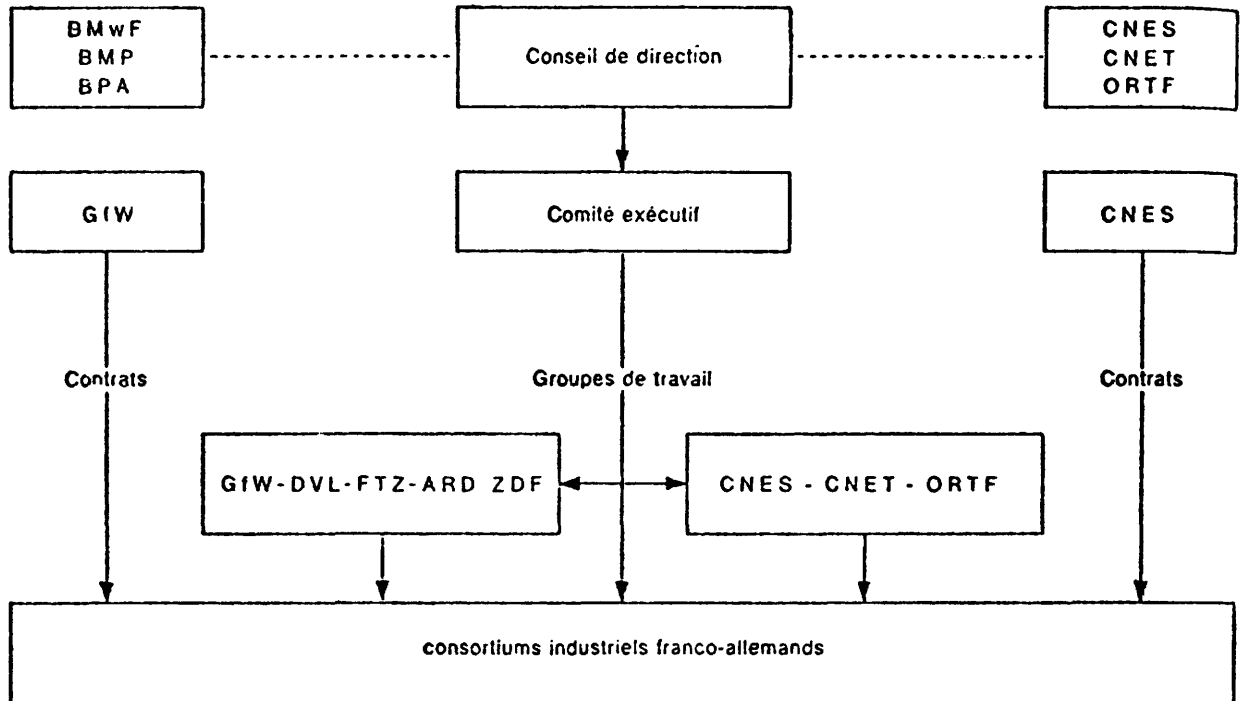 BMwF
BMP
BPA
Conseil de direction
CNES
CNET
ORTF
GfW
Comité exécutif
CNES
Contrats
Groupes de travail
Contrats
GfW-DVL-FTZ-ARD ZDF
CNES - CNET - ORTF
consortiums industriels franco-allemands